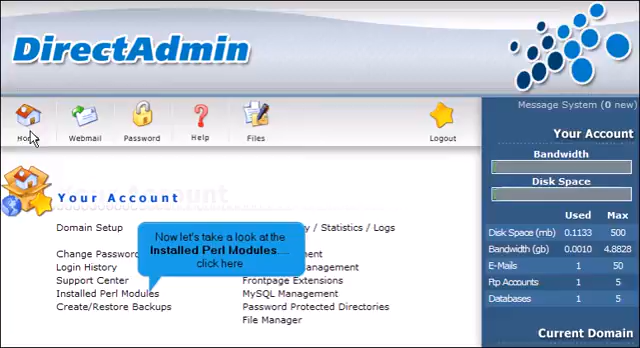 DirectAdmin
Message System (0 new)
Home
Webmail
Password
Help
Files
Logout
Your Account
Bandwidth
Disk Space
Used Max
Disk Space (mb) 0.1133 500
Bandwidth (gb) 0.0010 4.8828
E-Mails 1 50
Ftp Accounts 1 5
Databases 1 5
Current Domain
Your Account
Domain Setup
/ Statistics / Logs
Change Password
Login History
Support Center
Installed Perl Modules
Create/Restore Backups
Now let's take a look at the
Installed Perl Modules....
click here
Frontpage Extensions
MySQL Management
Password Protected Directories
File Manager